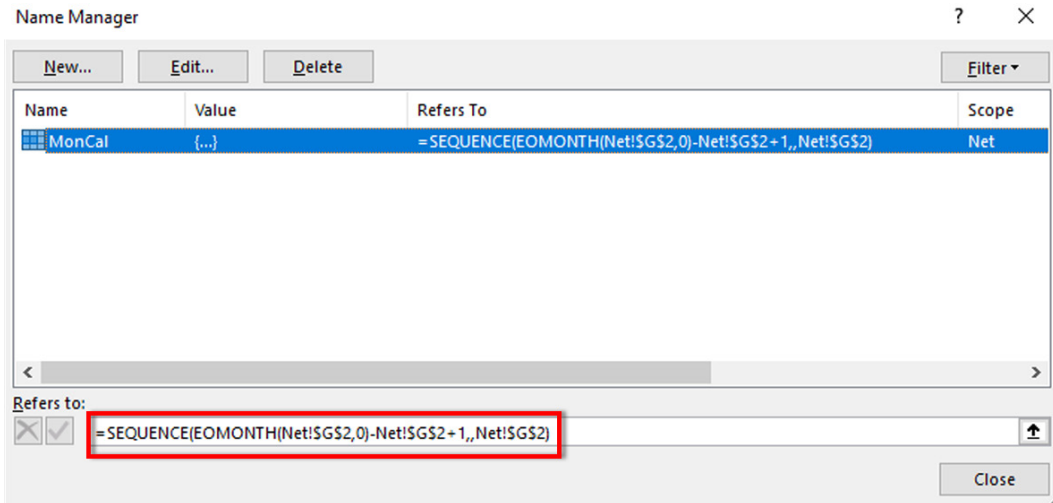 Name Manager ? ×
New... Edit... Delete Filter
Name Value Refers To Scope
MonCal {...} =SEQUENCE(EOMONTH(Net!$G$2,0)-Net!$G$2+1,,Net!$G$2) Net
Refers to:
=SEQUENCE(EOMONTH(Net!$G$2,0)-Net!$G$2+1,,Net!$G$2)
Close